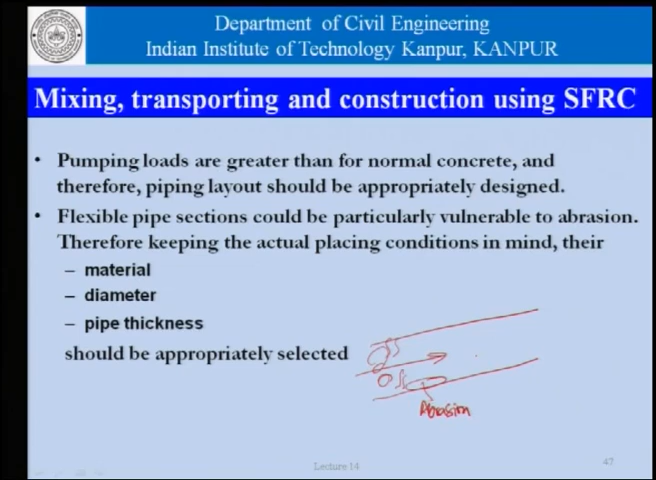 Department of Civil Engineering
Indian Institute of Technology Kanpur, KANPUR
Mixing, transporting and construction using SFRC
• Pumping loads are greater than for normal concrete, and
therefore, piping layout should be appropriately designed.
• Flexible pipe sections could be particularly vulnerable to abrasion.
Therefore keeping the actual placing conditions in mind, their
– material
– diameter
– pipe thickness
should be appropriately selected
Abrasion
Lecture 14
47